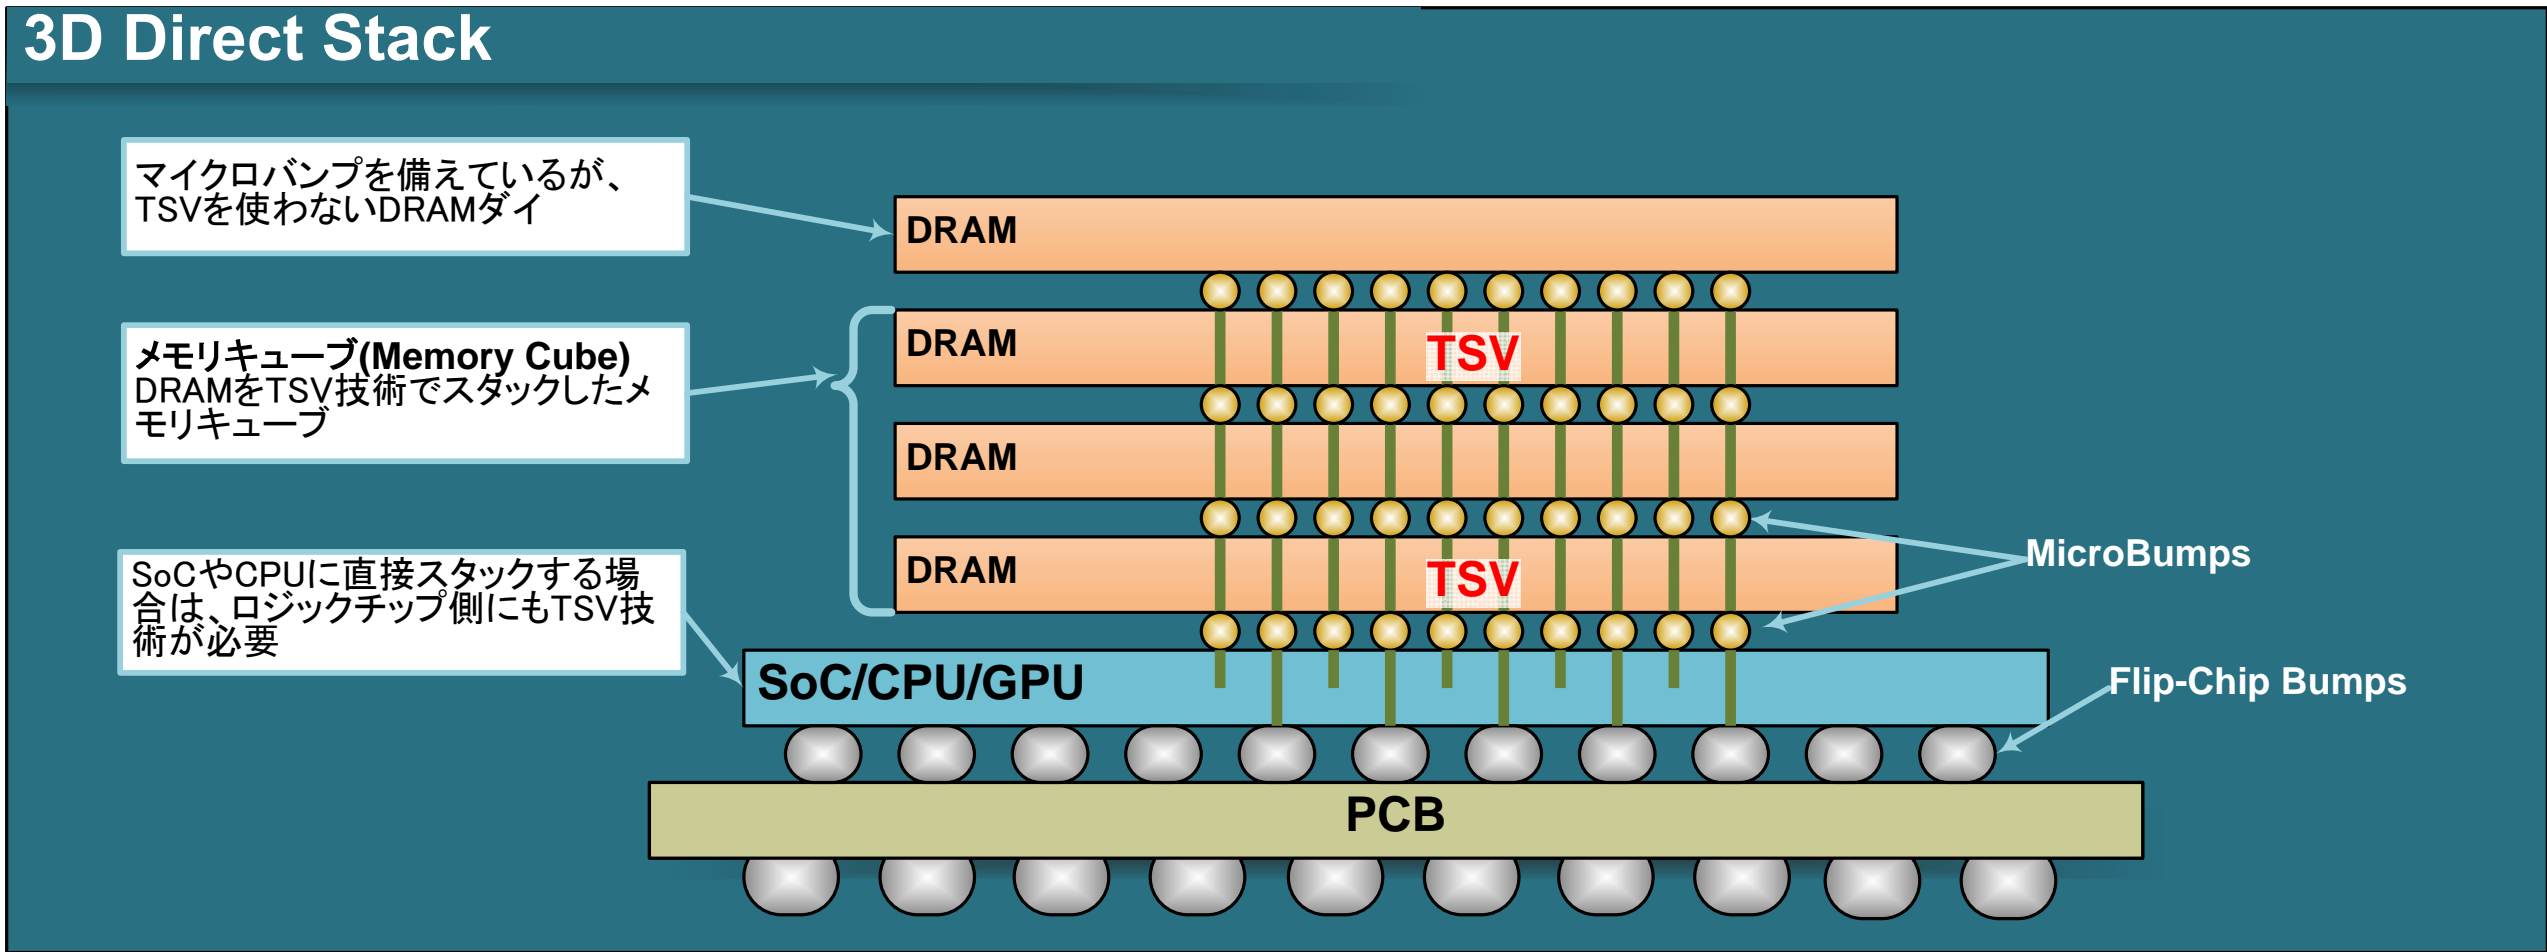 3D Direct Stack
マイクロバンプを備えているが、
TSVを使わないDRAMダイ
DRAM
メモリキューブ(Memory Cube)
DRAMをTSV技術でスタックしたメ
モリキューブ
DRAM
TSV
DRAM
SoCやCPUに直接スタックする場
合は、ロジックチップ側にもTSV技
術が必要
DRAM
TSV
MicroBumps
SoC/CPU/GPU
Flip-Chip Bumps
PCB